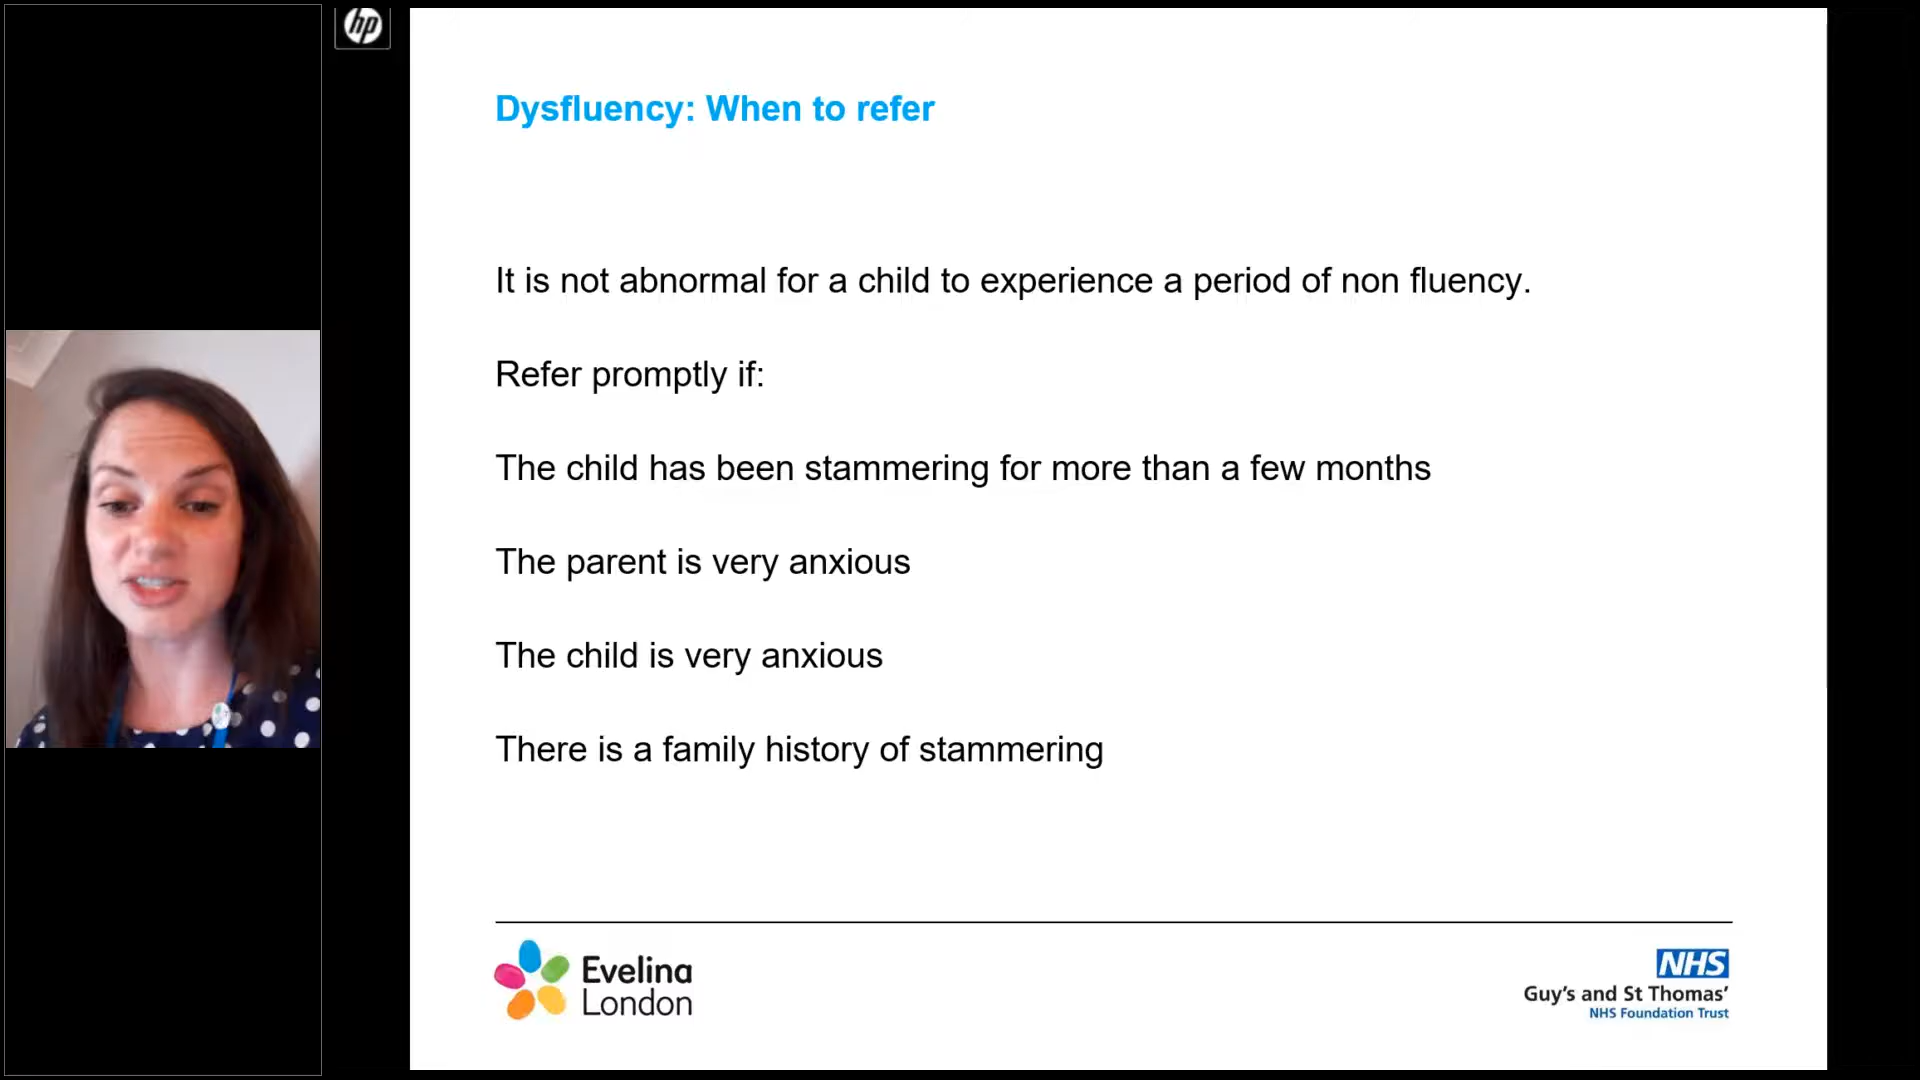 hp
Dysfluency: When to refer
It is not abnormal for a child to experience a period of non fluency.
Refer promptly if:
The child has been stammering for more than a few months
The parent is very anxious
The child is very anxious
There is a family history of stammering
Evelina
London
NHS
Guy's and St Thomas'
NHS Foundation Trust